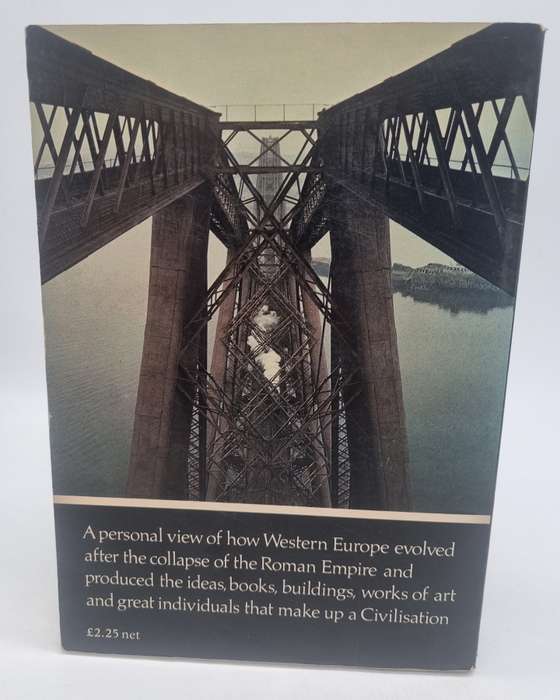 A personal view of how Western Europe evolved
after the collapse of the Roman Empire and
produced the ideas, books, buildings, works of art
and great individuals that make up a Civilisation
£2.25 net